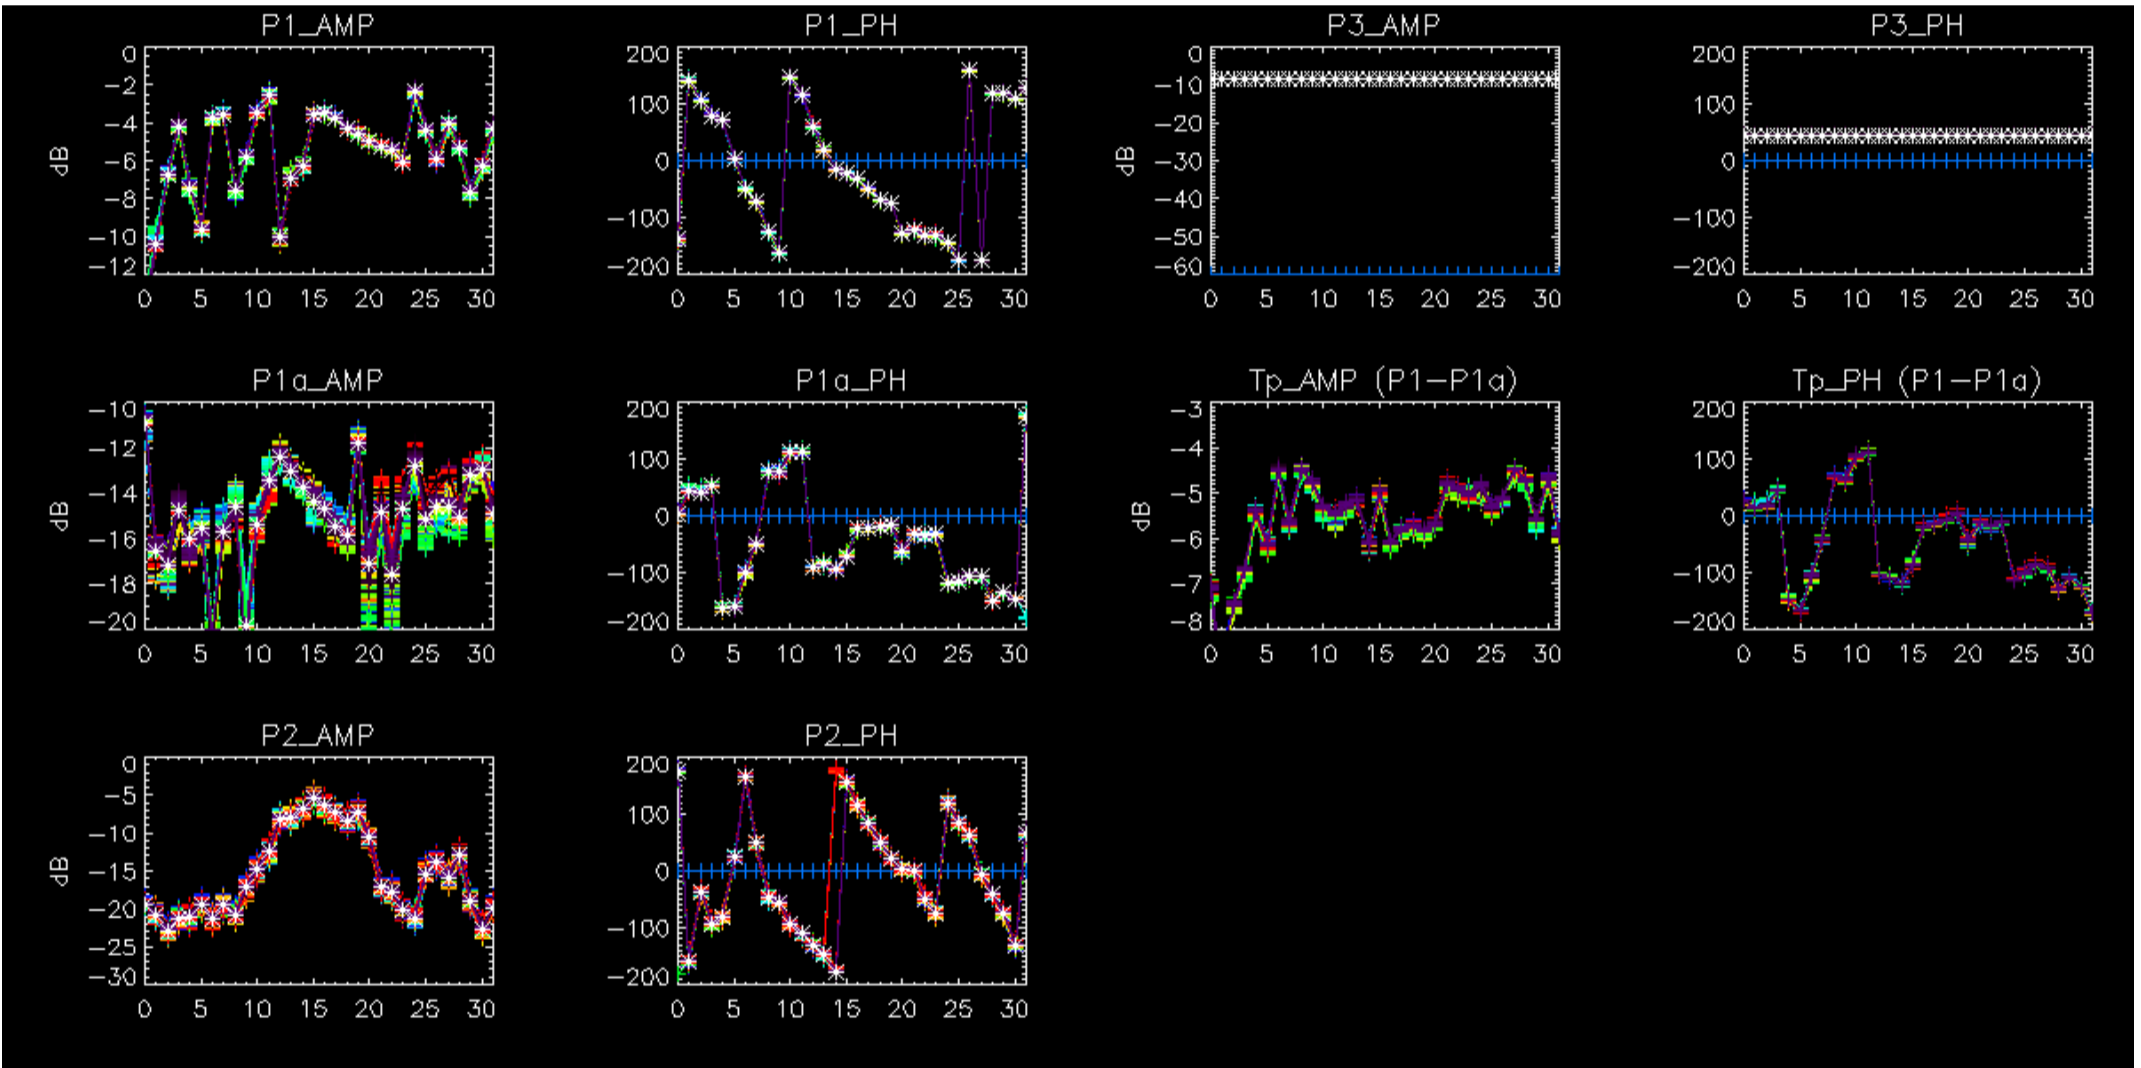 P1_AMP P1_PH P3_AMP P3_PH
0 200 0 200
-2 100 -10 100
-4 0 -20 0
-6 -100 -30 -100
-8 -200 -40 -200
-10 -50
-12 -60
dB dB
0 5 10 15 20 25 30 0 5 10 15 20 25 30 0 5 10 15 20 25 30 0 5 10 15 20 25 30
P1a_AMP P1a_PH Tp_AMP (P1-P1a) Tp_PH (P1-P1a)
-10 200 -3 200
-12 100 -4 100
-14 0 -5 0
-16 -100 -6 -100
-18 -200 -7 -200
-20 -8
dB dB
0 5 10 15 20 25 30 0 5 10 15 20 25 30 0 5 10 15 20 25 30 0 5 10 15 20 25 30
P2_AMP P2_PH
0 200
-5 100
-10 0
-15 -100
-20 -200
-25
-30
dB
0 5 10 15 20 25 30 0 5 10 15 20 25 30